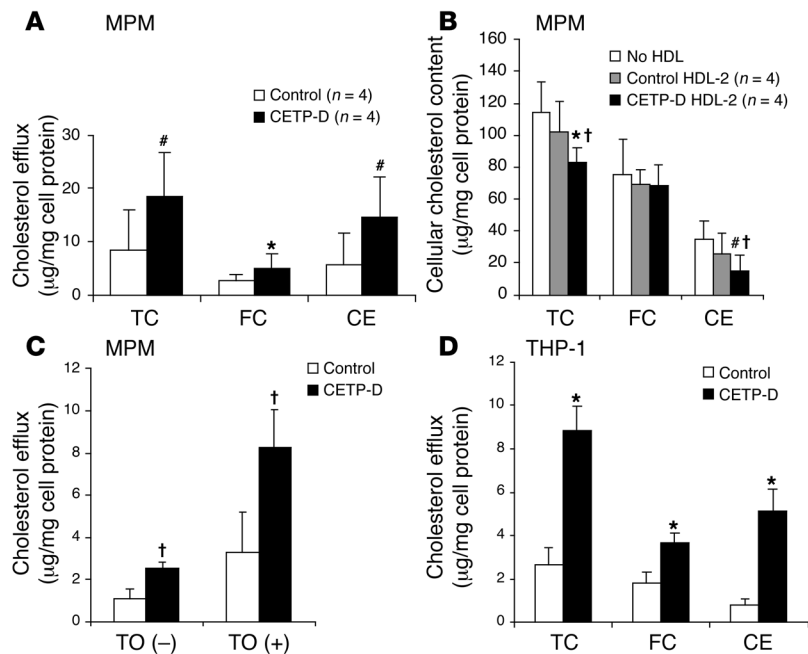 A MPM
Control (n = 4)
CETP-D (n = 4)
Cholesterol efflux
(µg/mg cell protein)
30
20
10
0
#
*
#
TC FC CE
B MPM
No HDL
Control HDL-2 (n = 4)
CETP-D HDL-2 (n = 4)
Cellular cholesterol content
(µg/mg cell protein)
160
140
120
100
80
60
40
20
0
*†
#†
TC FC CE
C MPM
Control
CETP-D
Cholesterol efflux
(µg/mg cell protein)
12
10
8
6
4
2
0
†
†
TO (–) TO (+)
D THP-1
Control
CETP-D
Cholesterol efflux
(µg/mg cell protein)
12
10
8
6
4
2
0
*
*
*
TC FC CE